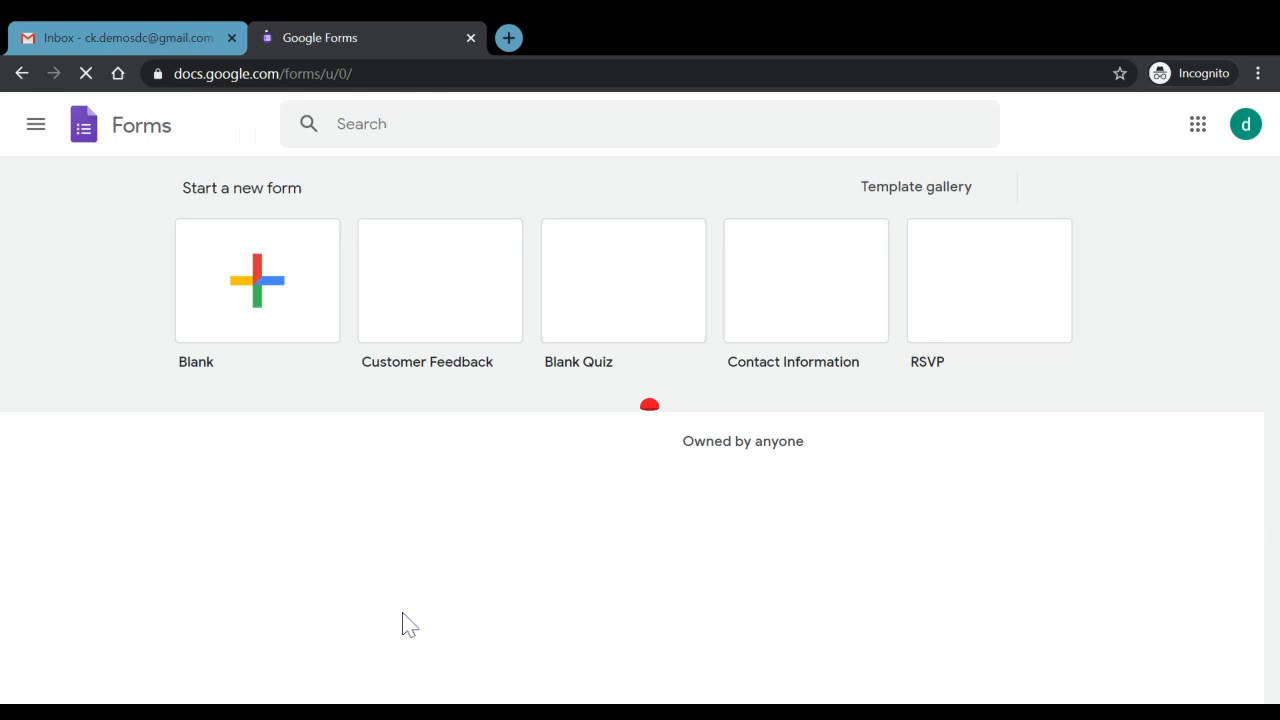 Inbox - ck.demosdc@gmail.com
Google Forms
docs.google.com/forms/u/0/
Incognito
Forms
Search
d
Start a new form
Template gallery
Blank
Customer Feedback
Blank Quiz
Contact Information
RSVP
Owned by anyone